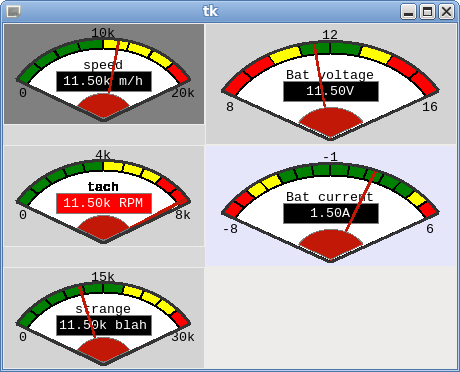 tk
10k
speed
11.50k m/h
0 20k
12
Bat voltage
11.50V
8 16
4k
tach
11.50k RPM
0 8k
-1
Bat current
1.50A
-8 6
15k
strange
11.50k blah
0 30k